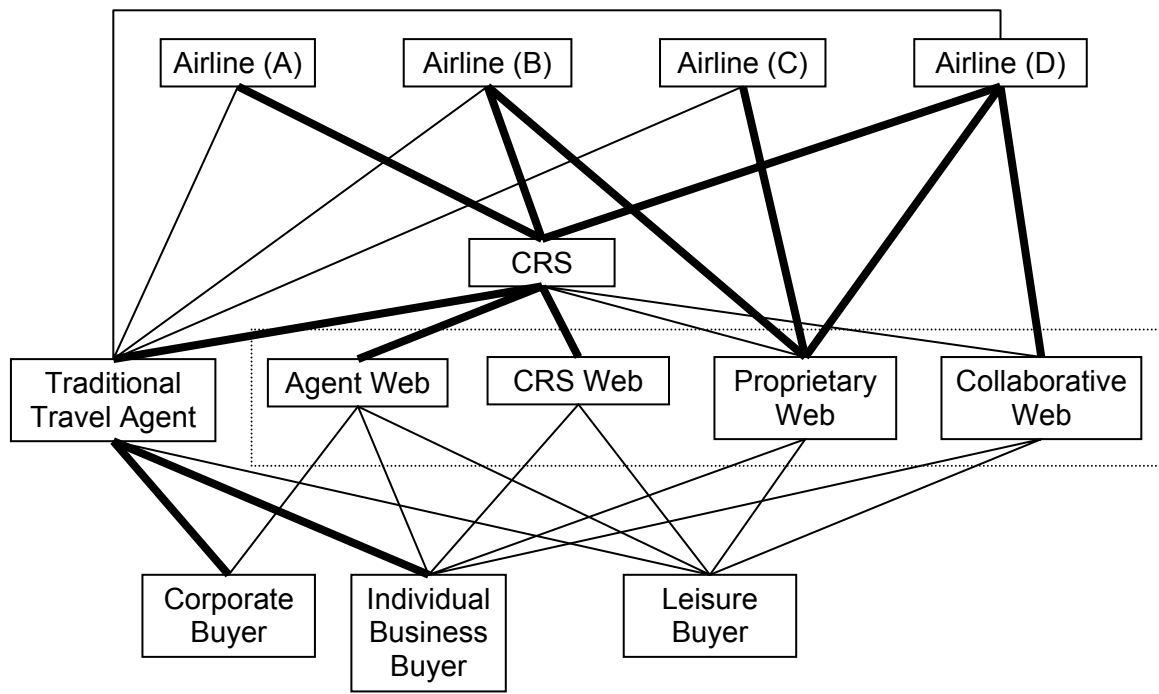 Airline (A)
Airline (B)
Airline (C)
Airline (D)
CRS
Traditional
Travel Agent
Agent Web
CRS Web
Proprietary
Web
Collaborative
Web
Corporate
Buyer
Individual
Business
Buyer
Leisure
Buyer